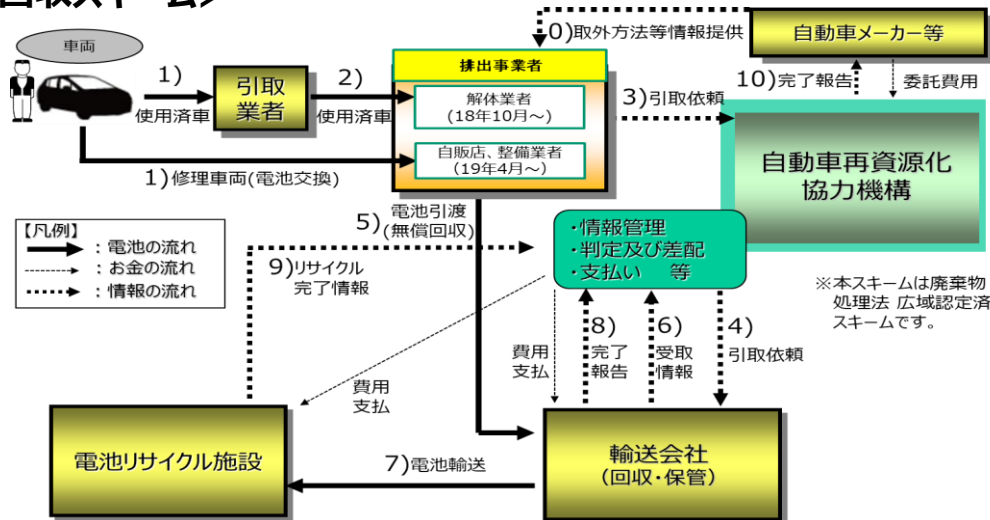 回収スキーム＞
車両
1)
使用済車
引取
業者
2)
使用済車
0)取外方法等情報提供
自動車メーカー等
排出事業者
解体業者
(18年10月～)
自販店、整備業者
(19年4月～)
3)引取依頼
10)完了報告
委託費用
自動車再資源化
協力機構
1)修理車両(電池交換)
【凡例】
：電池の流れ
：お金の流れ
：情報の流れ
5)電池引渡
(無償回収)
・情報管理
・判定及び差配
・支払い　等
9)リサイクル
完了情報
※本スキームは廃棄物
処理法 広域認定済
スキームです。
費用
支払
8)
完了
報告
6)
受取
情報
4)
引取依頼
費用
支払
電池リサイクル施設
7)電池輸送
輸送会社
(回収・保管)